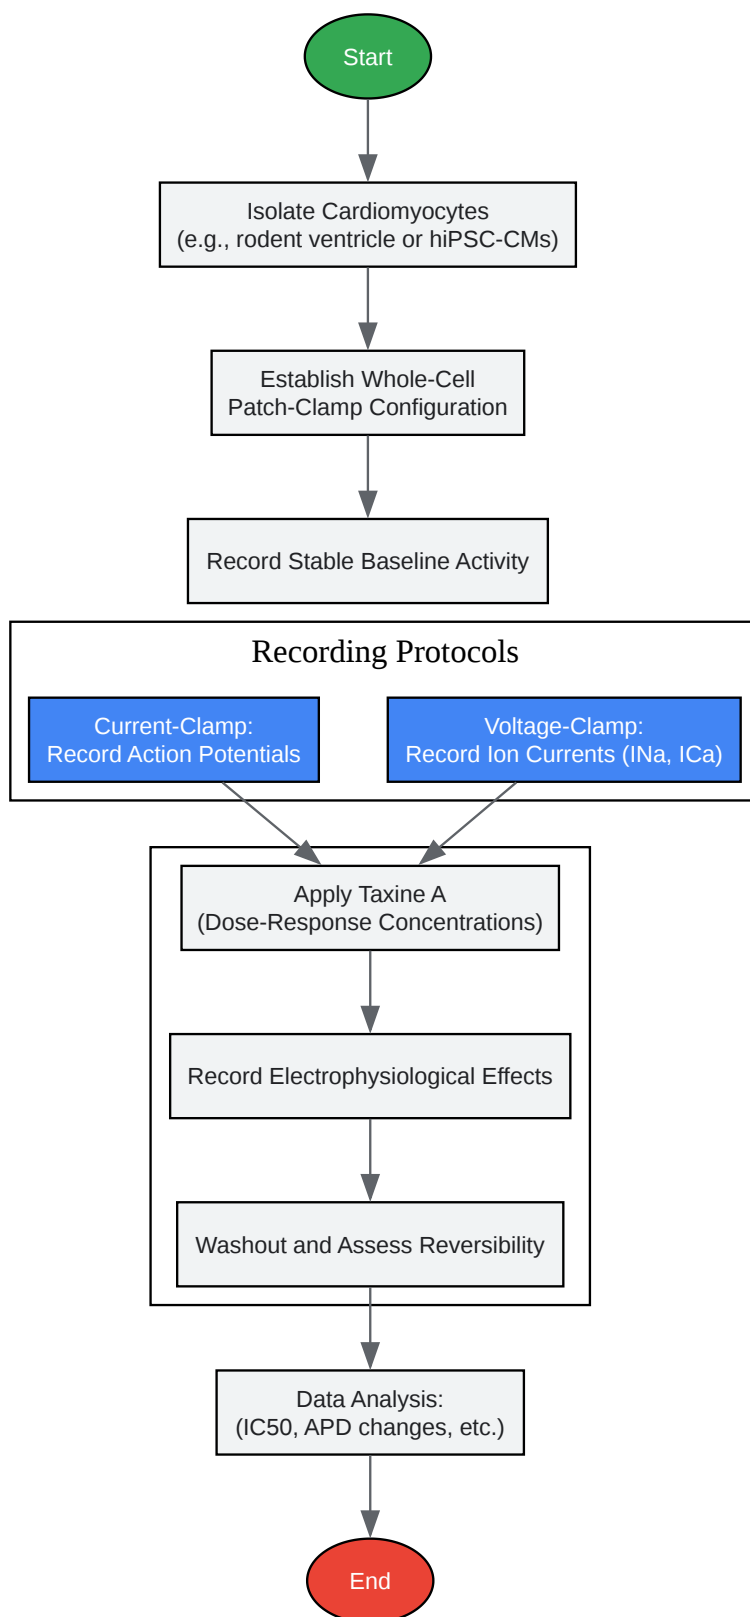 Start
Isolate Cardiomyocytes
(e.g., rodent ventricle or hiPSC-CMs)
Establish Whole-Cell
Patch-Clamp Configuration
Record Stable Baseline Activity
Recording Protocols
Current-Clamp:
Record Action Potentials
Voltage-Clamp:
Record Ion Currents (INa, ICa)
Apply Taxine A
(Dose-Response Concentrations)
Record Electrophysiological Effects
Washout and Assess Reversibility
Data Analysis:
(IC50, APD changes, etc.)
End